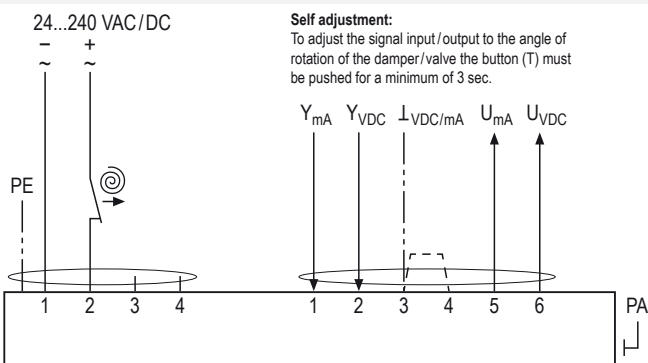 24...240 VAC/DC
– +
~ ~
Self adjustment:
To adjust the signal input/output to the angle of
rotation of the damper/valve the button (T) must
be pushed for a minimum of 3 sec.
YmA YVDC ⊥VDC/mA UmA UVDC
PE
1 2 3 4 1 2 3 4 5 6 PA